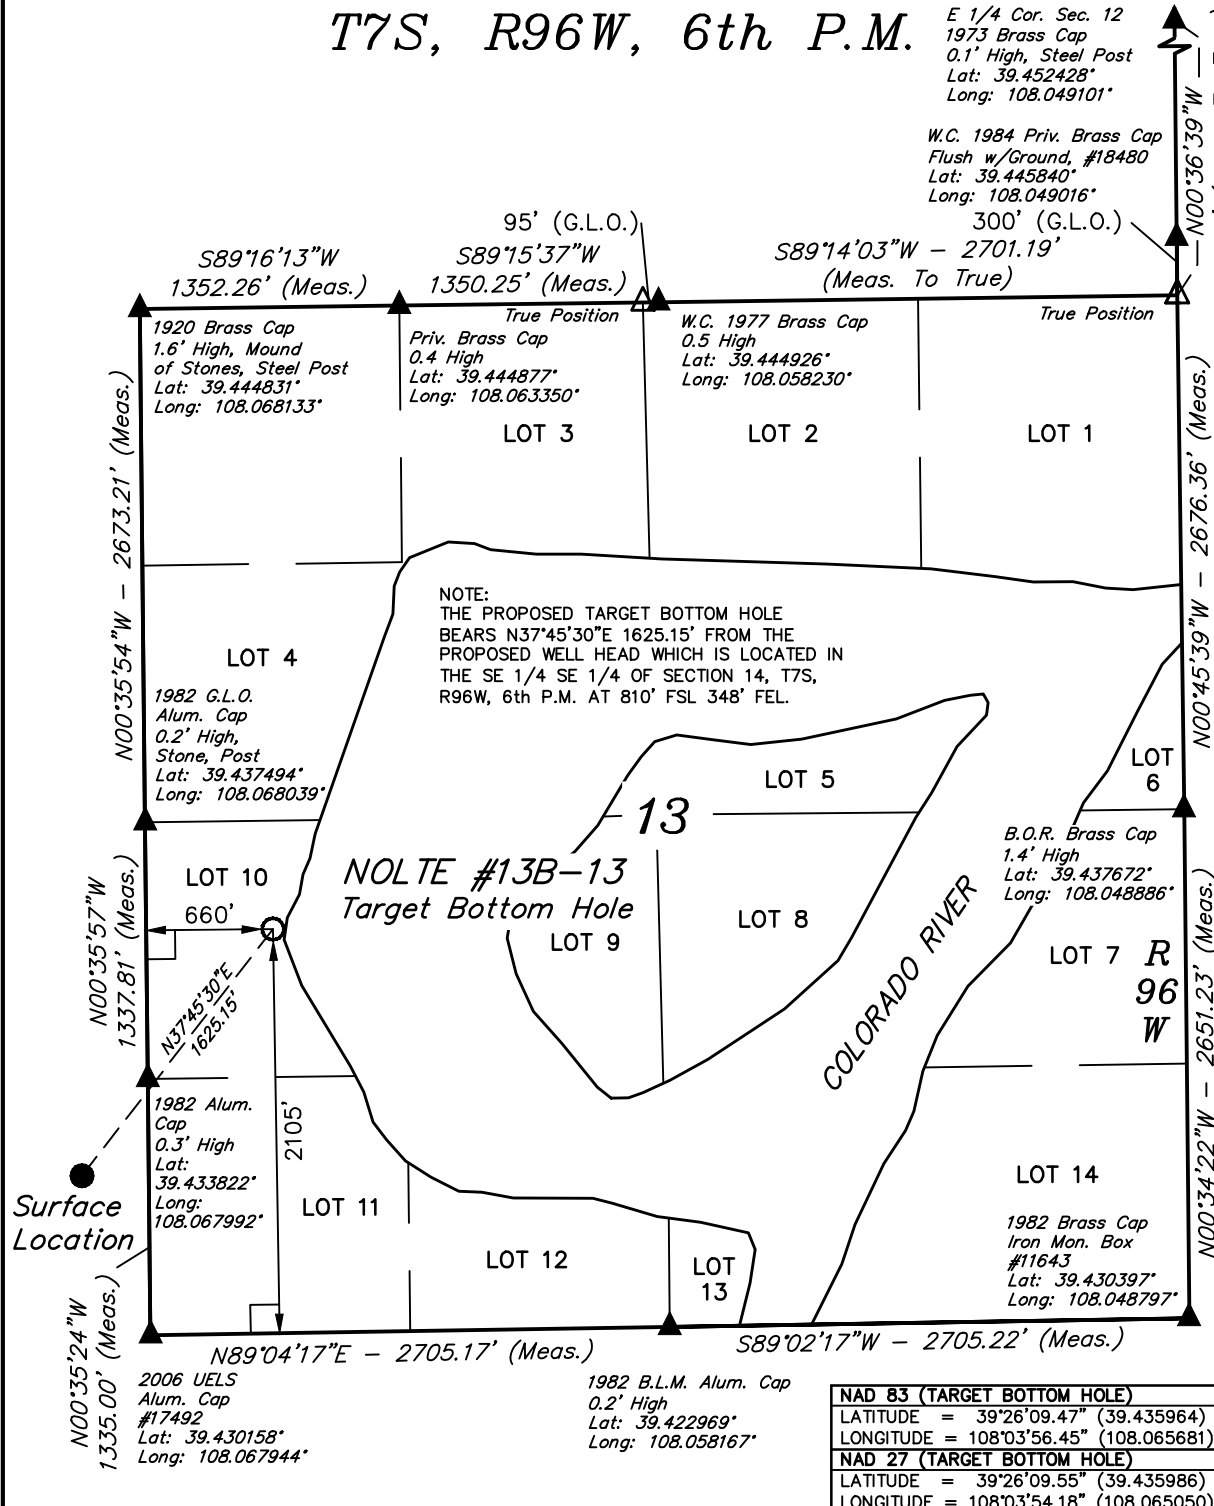 T7S, R96W, 6th P.M.
E 1/4 Cor. Sec. 12
1973 Brass Cap
0.1' High, Steel Post
Lat: 39.452428°
Long: 108.049101°
W.C. 1984 Priv. Brass Cap
Flush w/Ground, #18480
Lat: 39.445840°
Long: 108.049016°
N00°36'39"W
95' (G.L.O.)
300' (G.L.O.)
S89°16'13"W
1352.26' (Meas.)
S89°15'37"W
1350.25' (Meas.)
S89°14'03"W – 2701.19'
(Meas. To True)
True Position
True Position
1920 Brass Cap
1.6' High, Mound
of Stones, Steel Post
Lat: 39.444831°
Long: 108.068133°
Priv. Brass Cap
0.4 High
Lat: 39.444877°
Long: 108.063350°
W.C. 1977 Brass Cap
0.5 High
Lat: 39.444926°
Long: 108.058230°
LOT 3
LOT 2
LOT 1
N00°35'54"W – 2673.21' (Meas.)
N00°45'39"W – 2676.36' (Meas.)
NOTE:
THE PROPOSED TARGET BOTTOM HOLE
BEARS N37°45'30"E 1625.15' FROM THE
PROPOSED WELL HEAD WHICH IS LOCATED IN
THE SE 1/4 SE 1/4 OF SECTION 14, T7S,
R96W, 6th P.M. AT 810' FSL 348' FEL.
LOT 4
1982 G.L.O.
Alum. Cap
0.2' High,
Stone, Post
Lat: 39.437494°
Long: 108.068039°
LOT 5
LOT
6
13
B.O.R. Brass Cap
1.4' High
Lat: 39.437672°
Long: 108.048886°
NOLTE #13B–13
Target Bottom Hole
LOT 10
660'
LOT 9
LOT 8
COLORADO RIVER
LOT 7
R
96
W
N00°35'57"W
1337.81' (Meas.)
N37°45'30"E
1625.15'
N00°34'22"W – 2651.23' (Meas.)
2105'
1982 Alum.
Cap
0.3' High
Lat:
39.433822°
Long:
108.067992°
Surface
Location
LOT 11
LOT 12
LOT
13
LOT 14
1982 Brass Cap
Iron Mon. Box
#11643
Lat: 39.430397°
Long: 108.048797°
N00°35'24"W
1335.00' (Meas.)
N89°04'17"E – 2705.17' (Meas.)
S89°02'17"W – 2705.22' (Meas.)
2006 UELS
Alum. Cap
#17492
Lat: 39.430158°
Long: 108.067944°
1982 B.L.M. Alum. Cap
0.2' High
Lat: 39.422969°
Long: 108.058167°
NAD 83 (TARGET BOTTOM HOLE)
LATITUDE = 39°26'09.47" (39.435964)
LONGITUDE = 108°03'56.45" (108.065681)
NAD 27 (TARGET BOTTOM HOLE)
LATITUDE = 39°26'09.55" (39.435986)
LONGITUDE = 108°03'54.18" (108.065050)